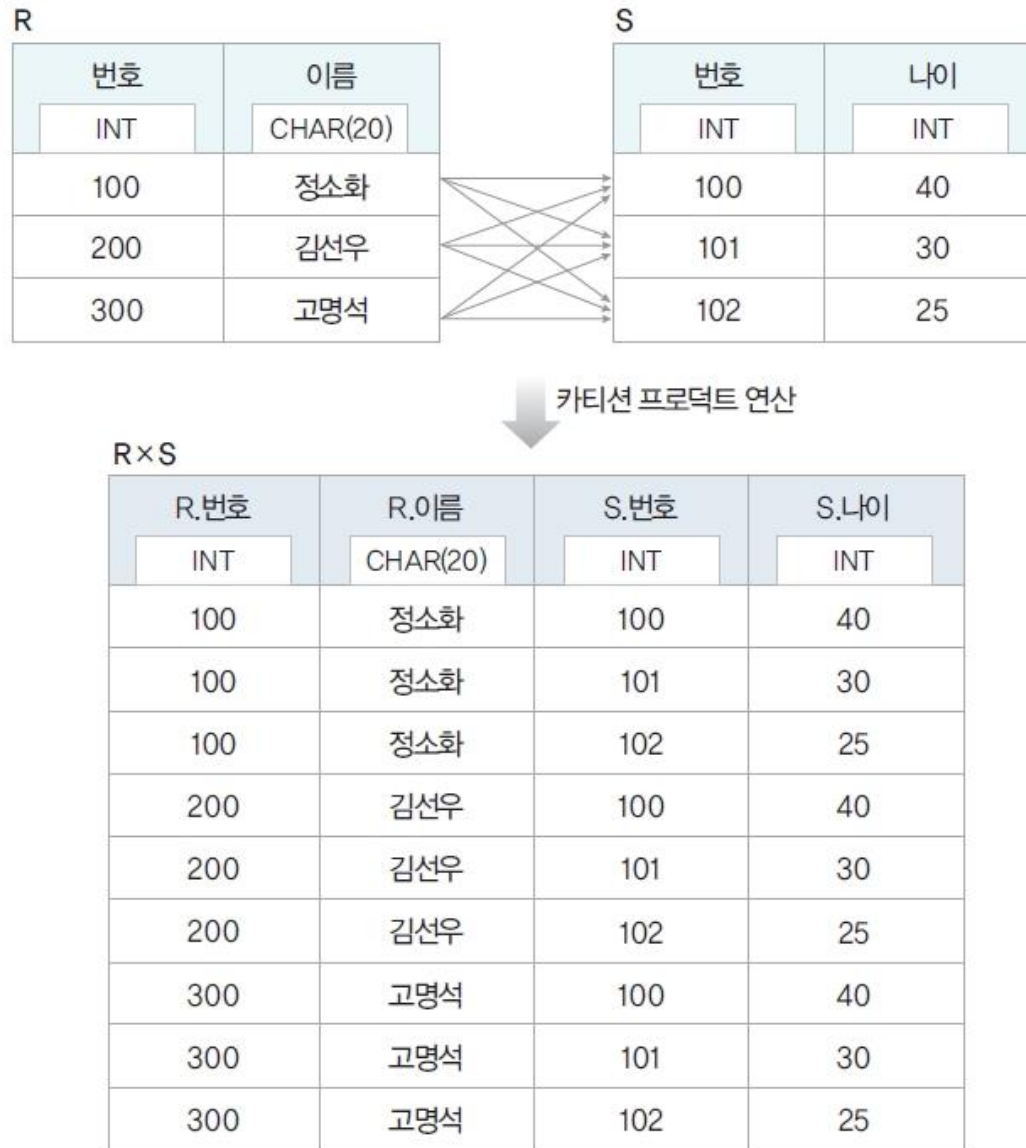 R S
번호 이름 번호 나이
INT CHAR(20) INT INT
100 정소화 100 40
200 김선우 101 30
300 고명석 102 25
카티션 프로덕트 연산
R×S
R.번호 R.이름 S.번호 S.나이
INT CHAR(20) INT INT
100 정소화 100 40
100 정소화 101 30
100 정소화 102 25
200 김선우 100 40
200 김선우 101 30
200 김선우 102 25
300 고명석 100 40
300 고명석 101 30
300 고명석 102 25